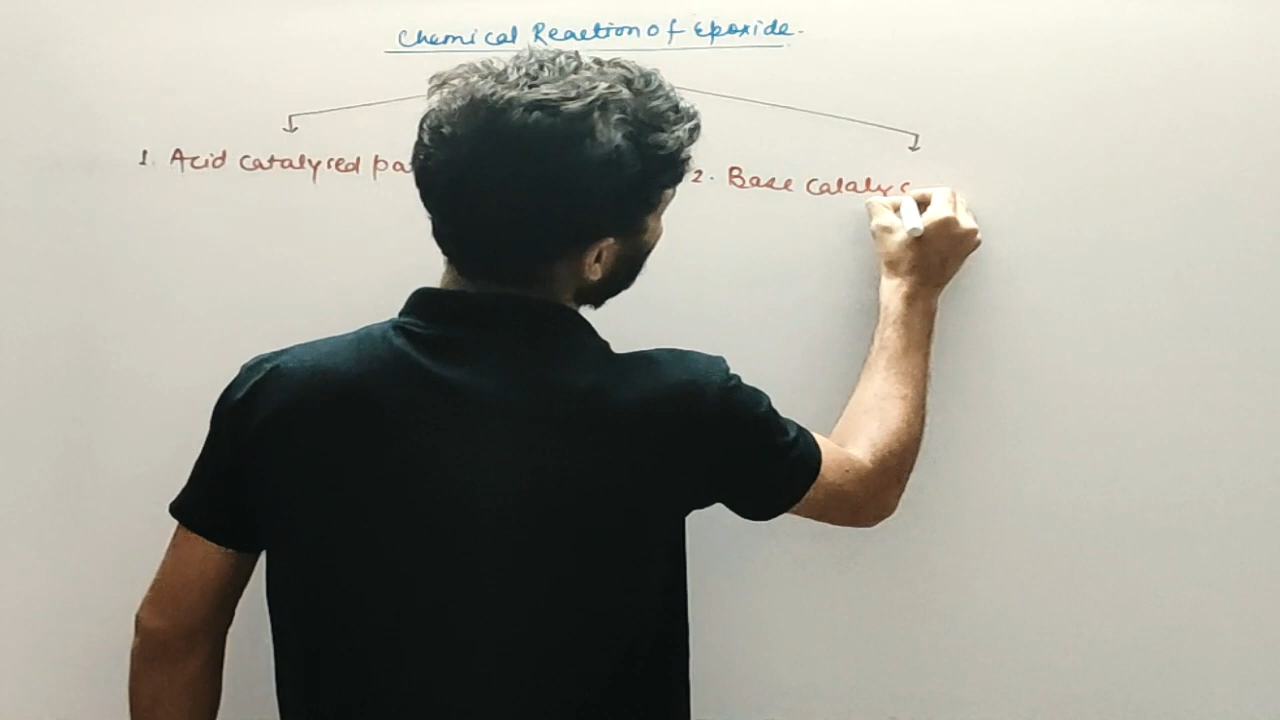 Chemical Reaction of Epoxide.
1. Acid catalysed pa
2. Base Catalys